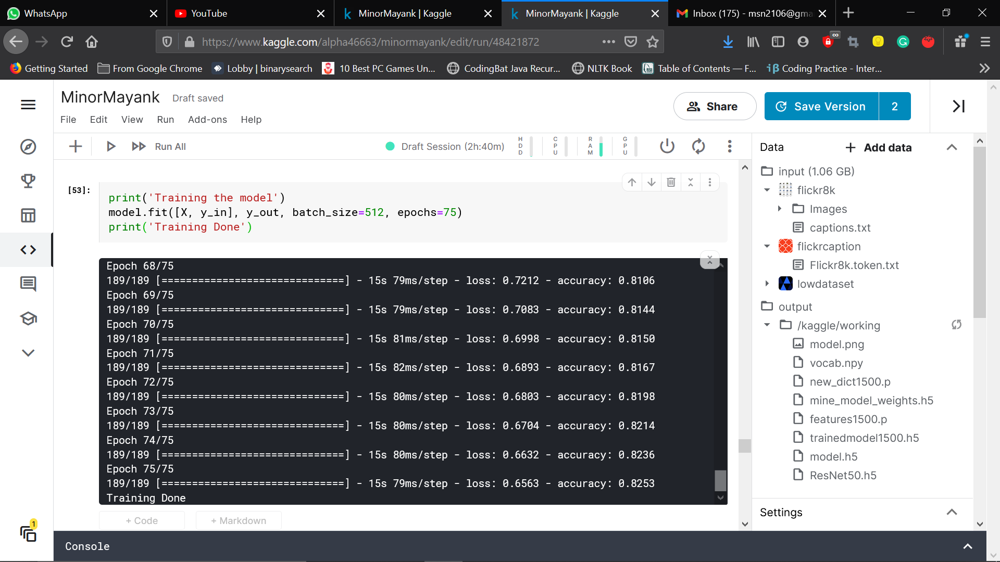 WhatsApp
YouTube
MinorMayank | Kaggle
MinorMayank | Kaggle
Inbox (175) - msn2106@gma
https://www.kaggle.com/alpha46663/minormayank/edit/run/48421872
Getting Started
From Google Chrome
Lobby | binarysearch
10 Best PC Games Un...
CodingBat Java Recur...
NLTK Book
Table of Contents — F...
Coding Practice - Inter...
MinorMayank
Draft saved
File Edit View Run Add-ons Help
Share
Save Version 2
Run All
Draft Session (2h:40m)
HDD
CPU
RAM
GPU
[53]:
print('Training the model')
model.fit([X, y_in], y_out, batch_size=512, epochs=75)
print('Training Done')
Epoch 68/75
189/189 [==============================] - 15s 79ms/step - loss: 0.7212 - accuracy: 0.8106
Epoch 69/75
189/189 [==============================] - 15s 79ms/step - loss: 0.7083 - accuracy: 0.8144
Epoch 70/75
189/189 [==============================] - 15s 81ms/step - loss: 0.6998 - accuracy: 0.8150
Epoch 71/75
189/189 [==============================] - 15s 82ms/step - loss: 0.6893 - accuracy: 0.8167
Epoch 72/75
189/189 [==============================] - 15s 80ms/step - loss: 0.6803 - accuracy: 0.8198
Epoch 73/75
189/189 [==============================] - 15s 80ms/step - loss: 0.6704 - accuracy: 0.8214
Epoch 74/75
189/189 [==============================] - 15s 80ms/step - loss: 0.6632 - accuracy: 0.8236
Epoch 75/75
189/189 [==============================] - 15s 79ms/step - loss: 0.6563 - accuracy: 0.8253
Training Done
+ Code
+ Markdown
Data
+ Add data
input (1.06 GB)
flickr8k
Images
captions.txt
flickrcaption
Flickr8k.token.txt
lowdataset
output
/kaggle/working
model.png
vocab.npy
new_dict1500.p
mine_model_weights.h5
features1500.p
trainedmodel1500.h5
model.h5
ResNet50.h5
Settings
1
Console